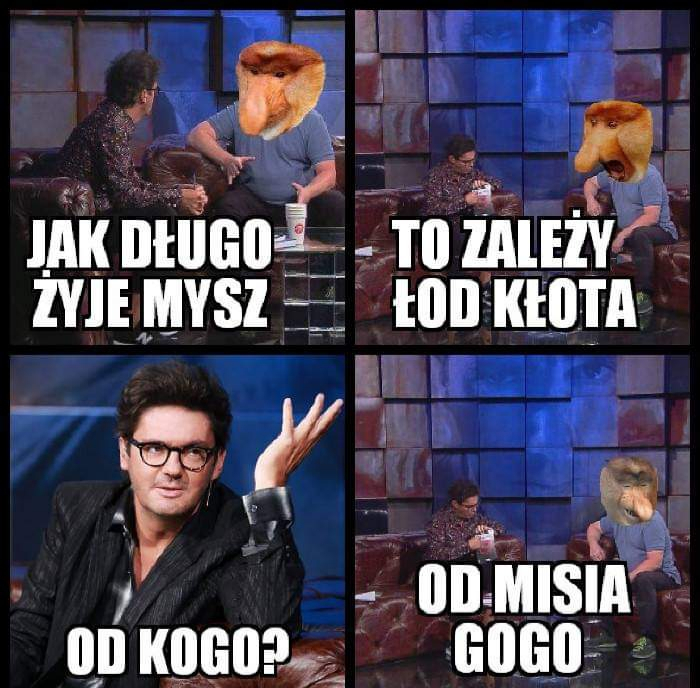 JAK DŁUGO
ŻYJE MYSZ
TO ZALEŻY
ŁOD KŁOTA
OD KOGO?
OD MISIA
GOGO